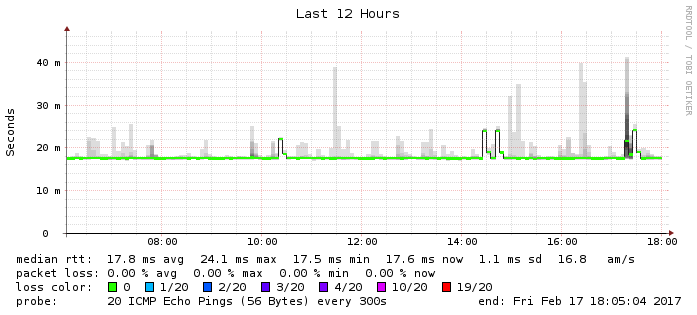 Last 12 Hours
RRDTOOL / TOBI OETIKER
Seconds
40 m
30 m
20 m
10 m
0
08:00 10:00 12:00 14:00 16:00 18:00
median rtt: 17.8 ms avg 24.1 ms max 17.5 ms min 17.6 ms now 1.1 ms sd 16.8 am/s
packet loss: 0.00 % avg 0.00 % max 0.00 % min 0.00 % now
loss color: 0 1/20 2/20 3/20 4/20 10/20 19/20
probe: 20 ICMP Echo Pings (56 Bytes) every 300s end: Fri Feb 17 18:05:04 2017